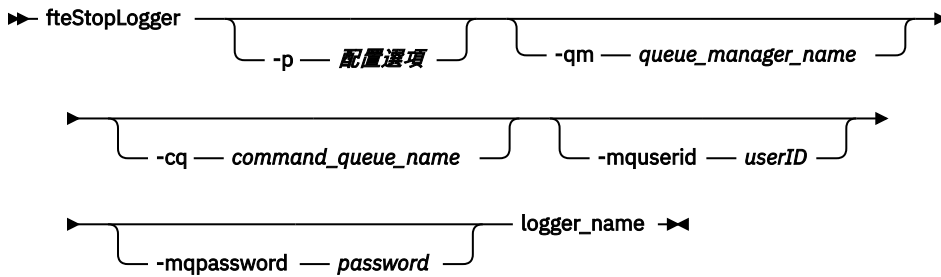 fteStopLogger
-p 配置選項 -qm queue_manager_name
-cq command_queue_name -mquserid userID
-mqpassword password logger_name